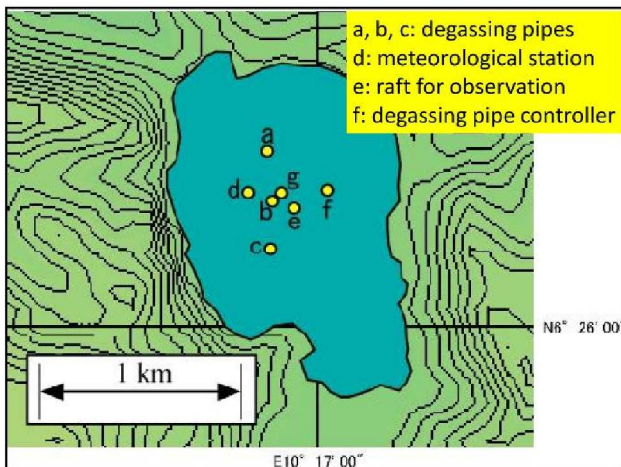 a, b, c: degassing pipes
d: meteorological station
e: raft for observation
f: degassing pipe controller
a
d
g
b
e
f
c
N6° 26' 00"
1 km
E10° 17' 00"